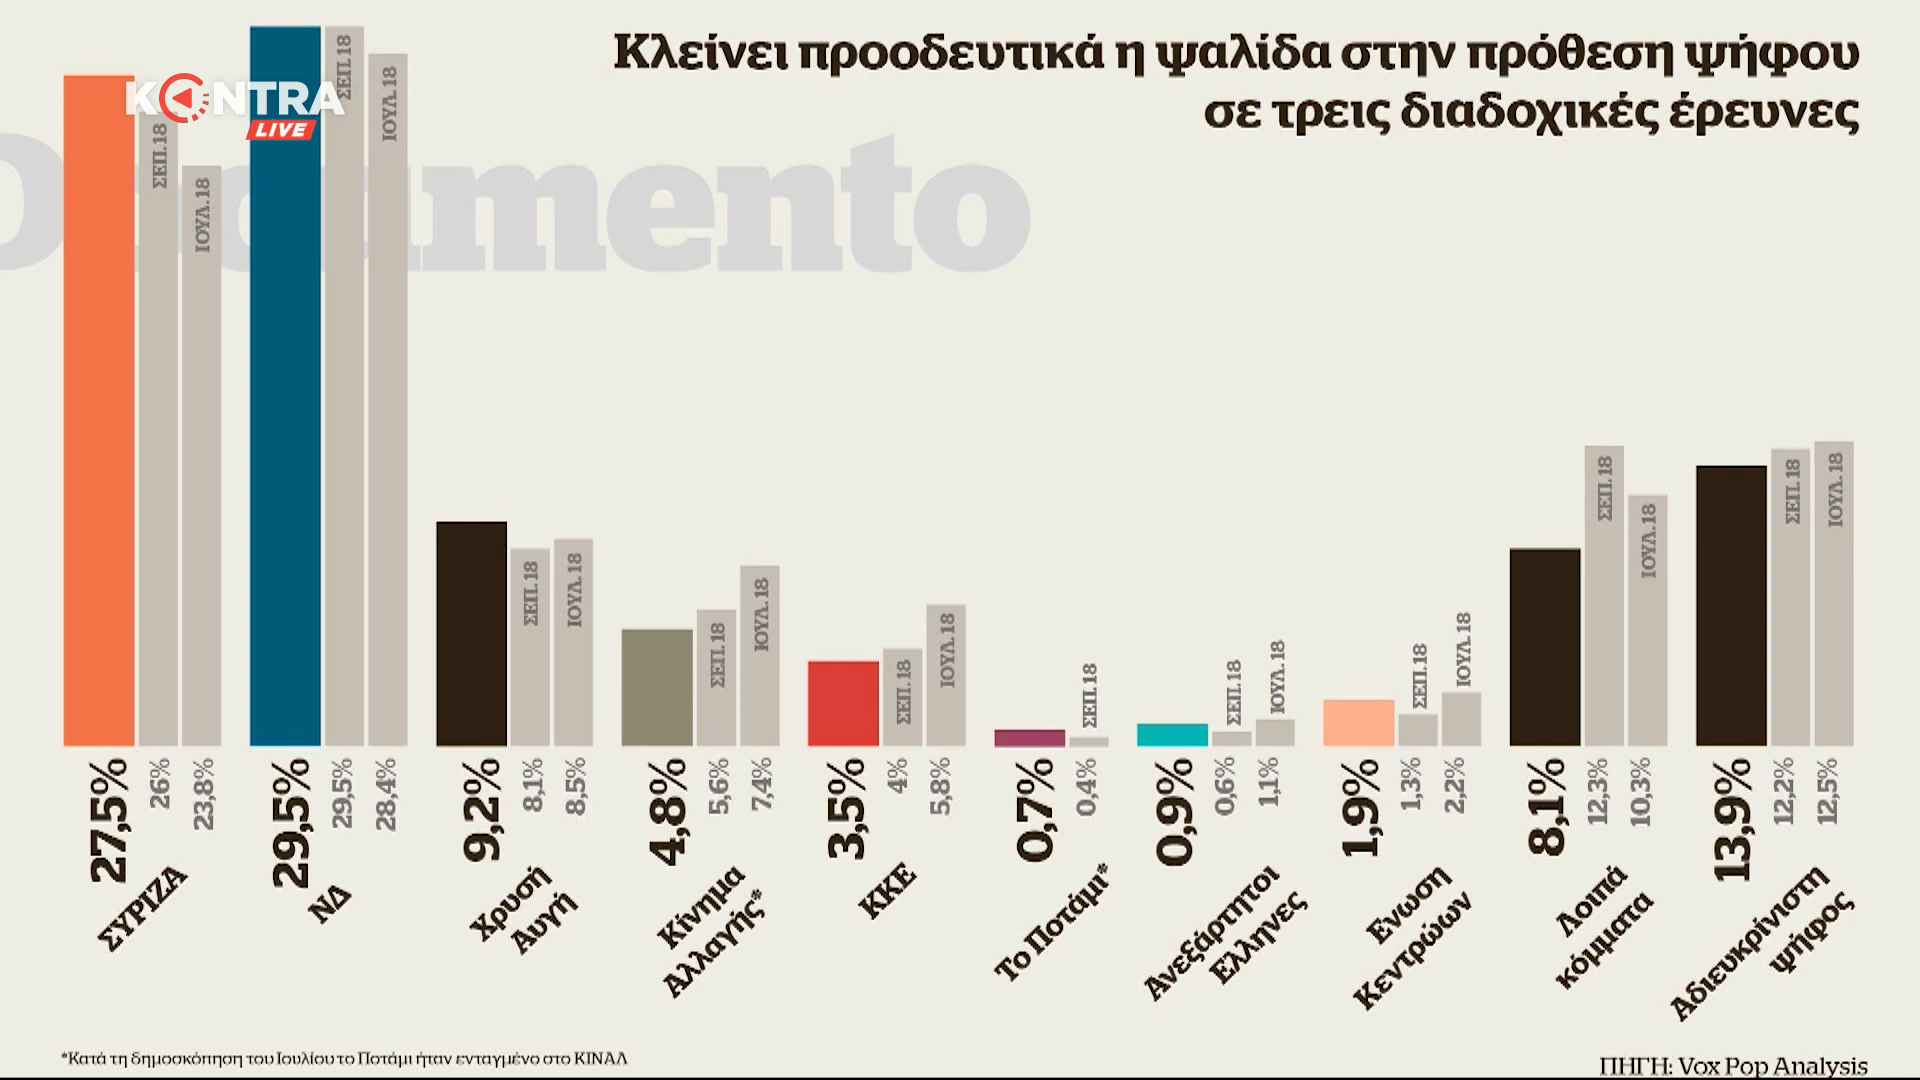 Κλείνει προοδευτικά η ψαλίδα στην πρόθεση ψήφου
σε τρεις διαδοχικές έρευνες
KONTRA
LIVE
Documento
ΣΕΠ.18
ΙΟΥΛ.18
ΣΕΠ.18
ΙΟΥΛ.18
ΣΕΠ.18
ΙΟΥΛ.18
ΣΕΠ.18
ΙΟΥΛ.18
ΣΕΠ.18
ΙΟΥΛ.18
ΣΕΠ.18
ΣΕΠ.18
ΙΟΥΛ.18
ΣΕΠ.18
ΙΟΥΛ.18
ΣΕΠ.18
ΙΟΥΛ.18
ΣΕΠ.18
ΙΟΥΛ.18
27,5%
26%
23,8%
29,5%
29,5%
28,4%
9,2%
8,1%
8,5%
4,8%
5,6%
7,4%
3,5%
4%
5,8%
0,7%
0,4%
0,9%
0,6%
1,1%
1,9%
1,3%
2,2%
8,1%
12,3%
10,3%
13,9%
12,2%
12,5%
ΣΥΡΙΖΑ
ΝΔ
Χρυσή
Αυγή
Κίνημα
Αλλαγής*
ΚΚΕ
Το Ποτάμι*
Ανεξάρτητοι
Ελληνες
Ενωση
Κεντρώων
Λοιπά
κόμματα
Αδιευκρίνιστη
ψήφος
*Κατά τη δημοσκόπηση του Ιουλίου το Ποτάμι ήταν ενταγμένο στο ΚΙΝΑΛ
ΠΗΓΗ: Vox Pop Analysis